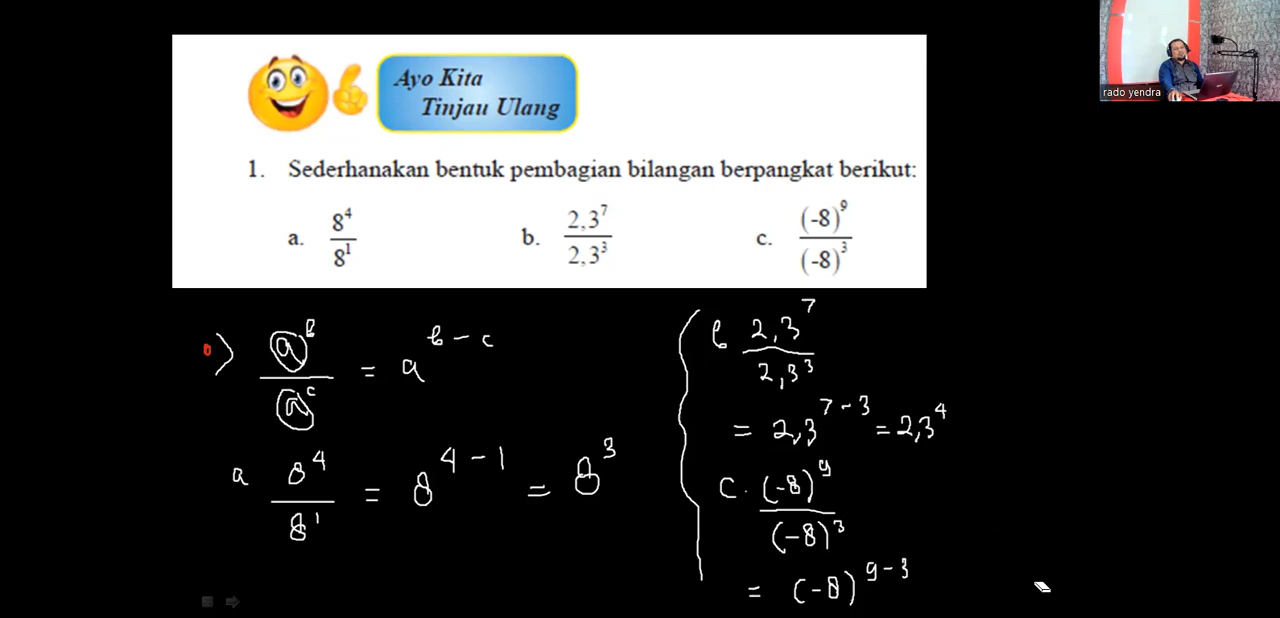 rado yendra
Ayo Kita
Tinjau Ulang
1. Sederhanakan bentuk pembagian bilangan berpangkat berikut:
a. 8^4 / 8^1 b. 2,3^7 / 2,3^3 c. (-8)^9 / (-8)^3
a^b / a^c = a^(b - c)
a 8^4 / 8^1 = 8^(4 - 1) = 8^3
b 2,3^7 / 2,3^3
= 2,3^(7 - 3) = 2,3^4
c. (-8)^9 / (-8)^3
= (-8)^(9 - 3)